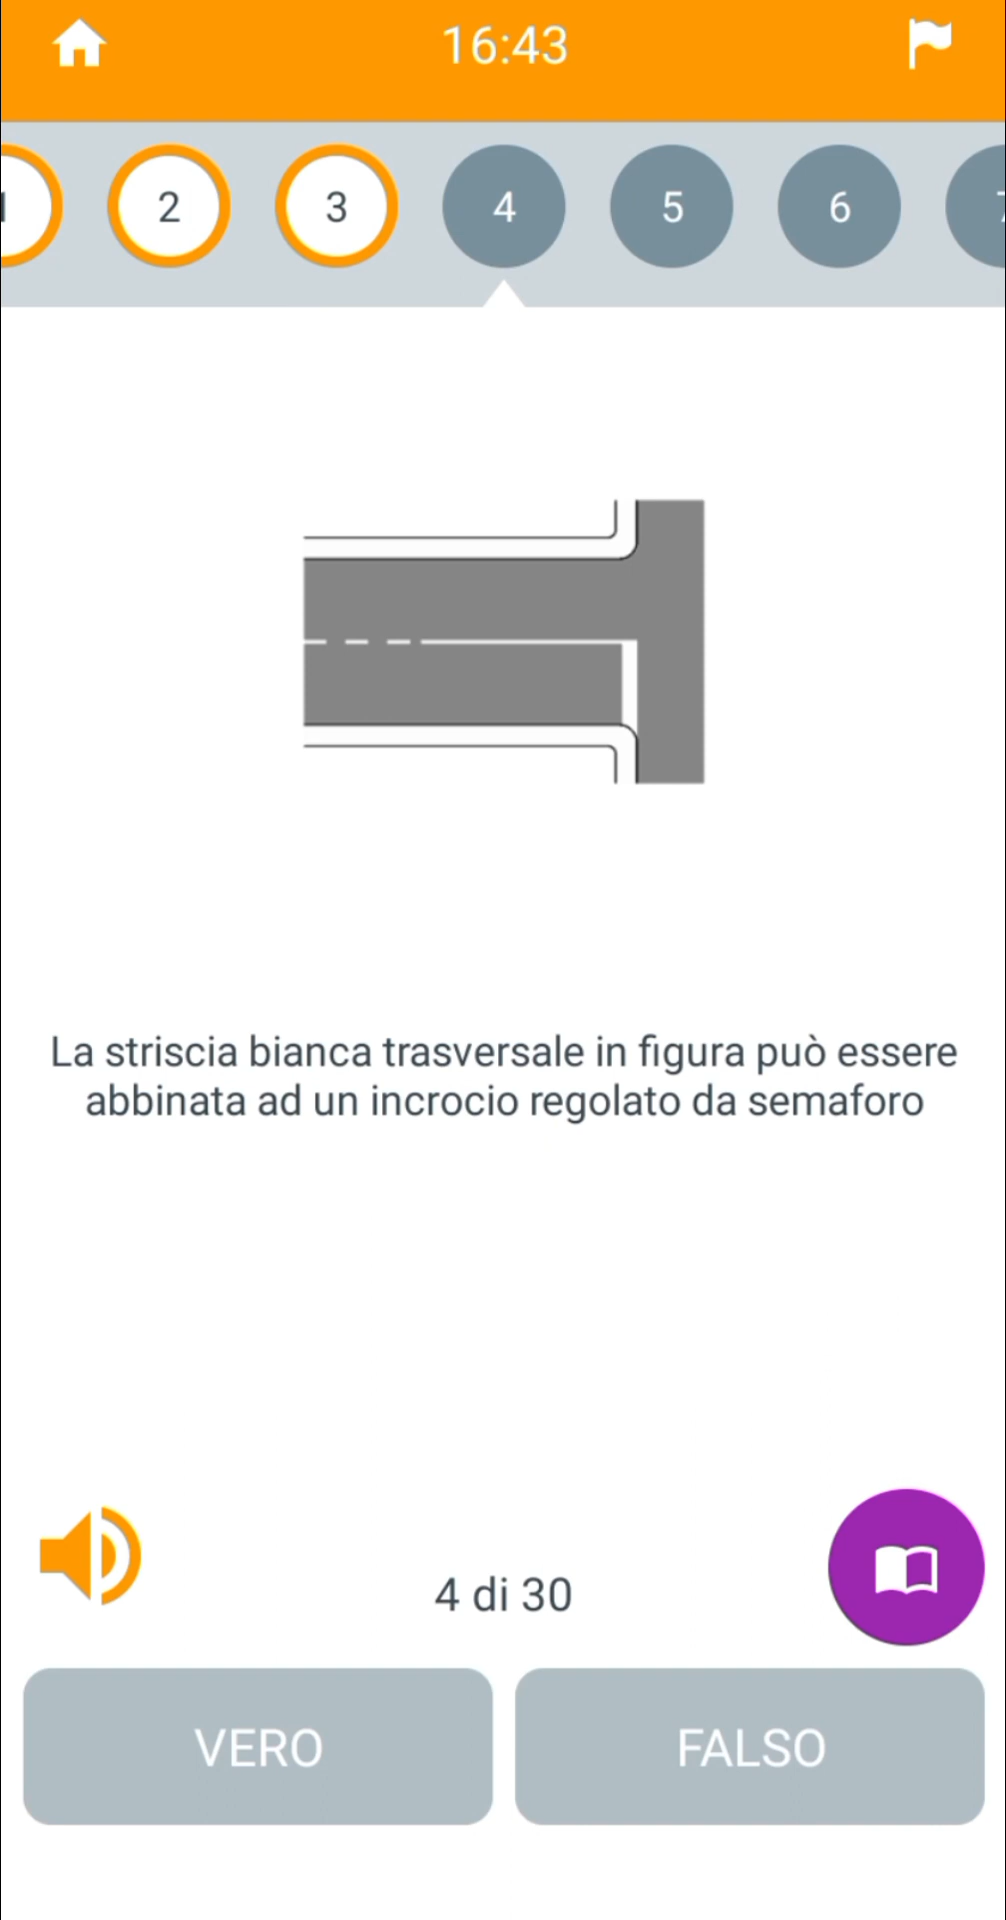 16:43
2 3 4 5 6
La striscia bianca trasversale in figura può essere
abbinata ad un incrocio regolato da semaforo
4 di 30
VERO FALSO